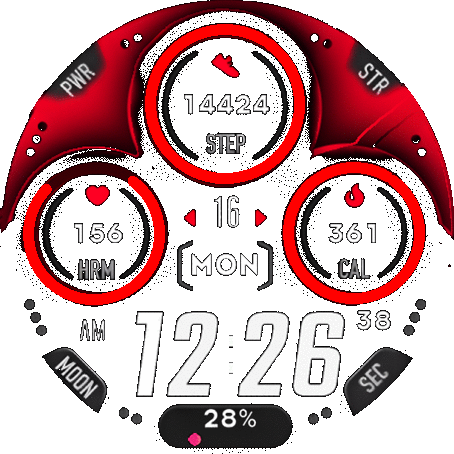 PWR
STR
14424
STEP
156
HRM
16
MON
361
CAL
AM
12:26
38
MOON
SEC
28%